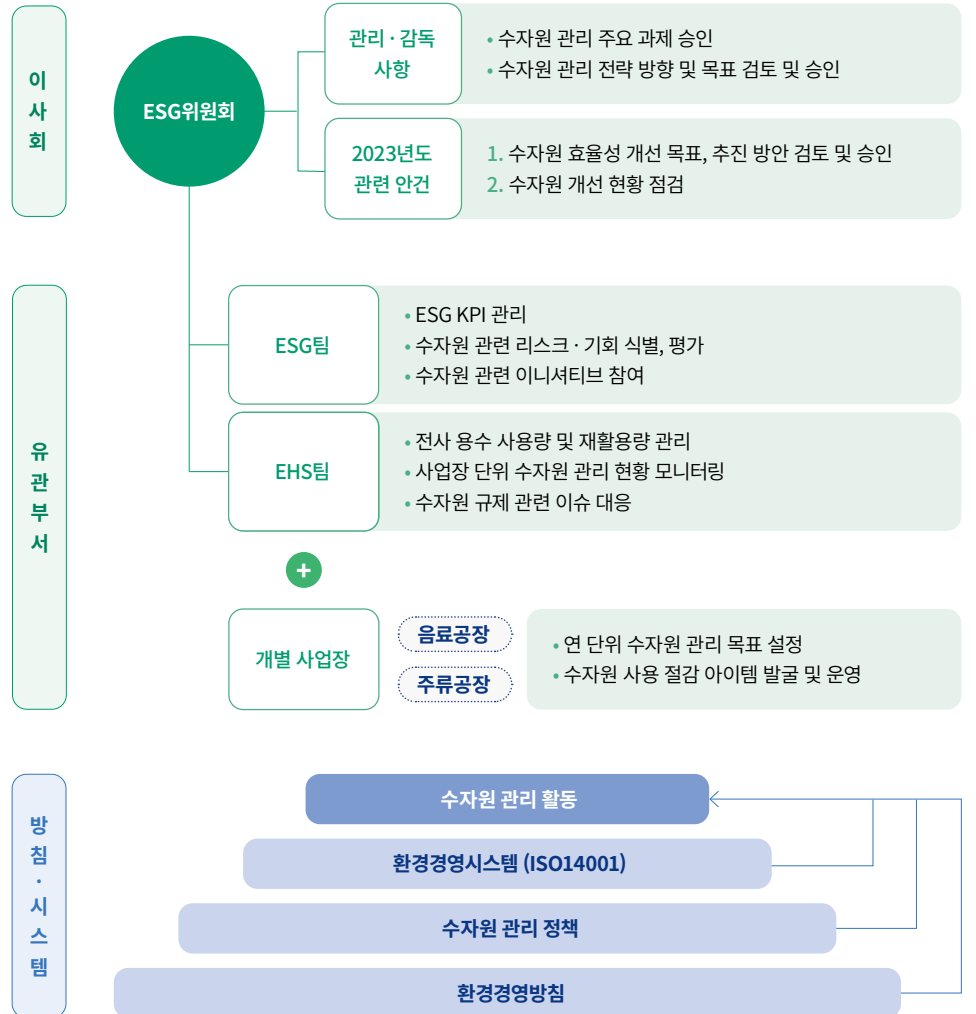 이사회
ESG위원회
관리 · 감독
사항
• 수자원 관리 주요 과제 승인
• 수자원 관리 전략 방향 및 목표 검토 및 승인
2023년도
관련 안건
1. 수자원 효율성 개선 목표, 추진 방안 검토 및 승인
2. 수자원 개선 현황 점검
유관부서
ESG팀
• ESG KPI 관리
• 수자원 관련 리스크 · 기회 식별, 평가
• 수자원 관련 이니셔티브 참여
EHS팀
• 전사 용수 사용량 및 재활용량 관리
• 사업장 단위 수자원 관리 현황 모니터링
• 수자원 규제 관련 이슈 대응
+
개별 사업장
음료공장
주류공장
• 연 단위 수자원 관리 목표 설정
• 수자원 사용 절감 아이템 발굴 및 운영
방침·시스템
수자원 관리 활동
환경경영시스템 (ISO14001)
수자원 관리 정책
환경경영방침